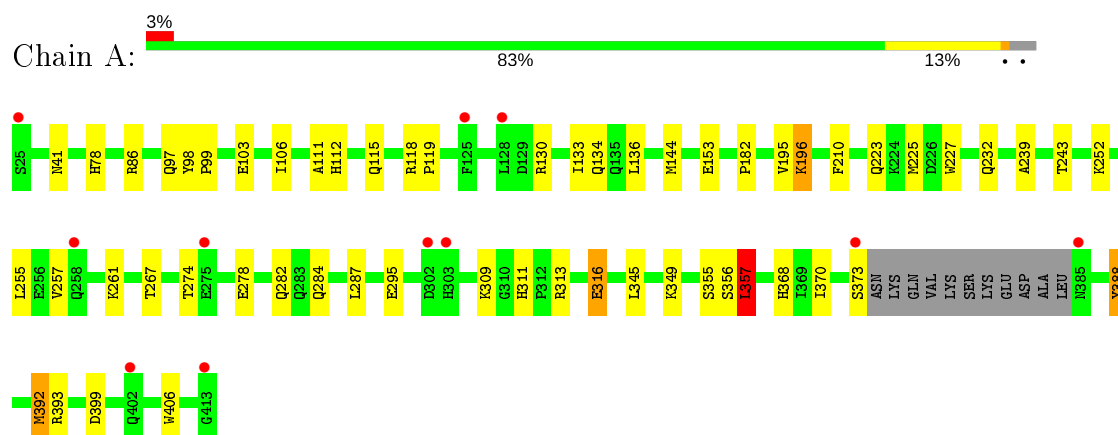 3%
Chain A:
83% 13% • •
S25 N41 H78 R86 Q97 Y98 P99 E103 I106 A111 H112 Q115 R118 P119 F125 L128 D129 R130 I133 Q134 Q135 L136 M144 E153 P182 V195 K196 F210 Q223 K224 M225 D226 W227 Q232 A239 T243 K252
L255 E256 V257 Q258 K261 T267 T274 E275 E278 Q282 Q283 Q284 L287 E295 D302 H303 K309 G310 H311 P312 R313 E316 L345 K349 S355 S356 L357 H368 I369 I370 S373 ASN LYS GLN VAL LYS SER LYS GLU ASP ALA LEU N385
M392 R393 D399 Q402 W406 G413